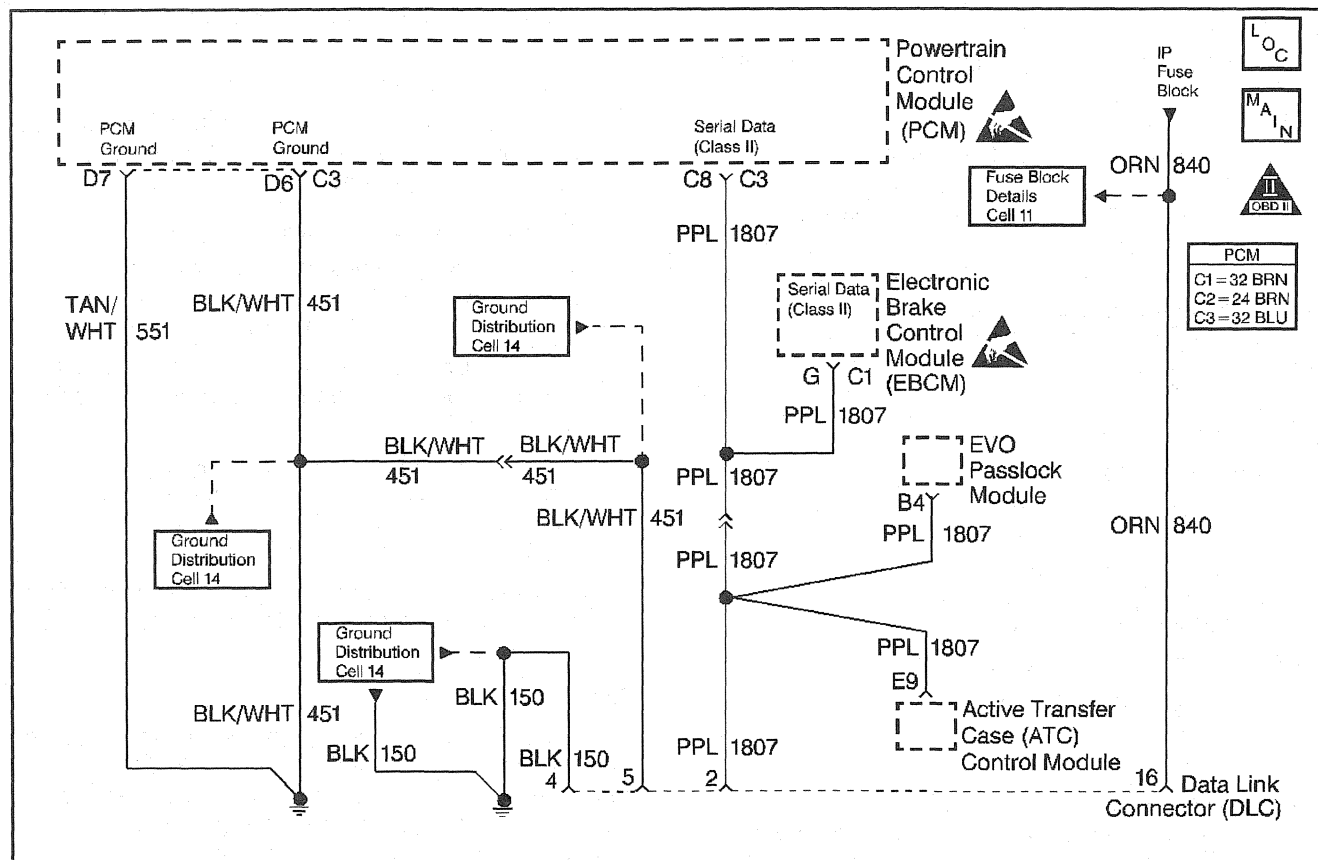 Powertrain
Control
Module
(PCM)
IP
Fuse
Block
LOC
MAIN
II
OBD II
PCM
Ground
PCM
Ground
Serial Data
(Class II)
D7
D6
C3
C8
C3
ORN 840
Fuse Block
Details
Cell 11
PCM
C1=32 BRN
C2=24 BRN
C3=32 BLU
PPL 1807
TAN/
WHT 551
BLK/WHT 451
Ground
Distribution
Cell 14
Serial Data
(Class II)
Electronic
Brake
Control
Module
(EBCM)
G
C1
PPL 1807
BLK/WHT
451
BLK/WHT
451
PPL 1807
EVO
Passlock
Module
B4
BLK/WHT 451
PPL 1807
ORN 840
Ground
Distribution
Cell 14
PPL 1807
Ground
Distribution
Cell 14
PPL 1807
E9
BLK 150
BLK/WHT 451
BLK 150
BLK 150
PPL 1807
Active Transfer
Case (ATC)
Control Module
4
5
2
16
Data Link
Connector (DLC)